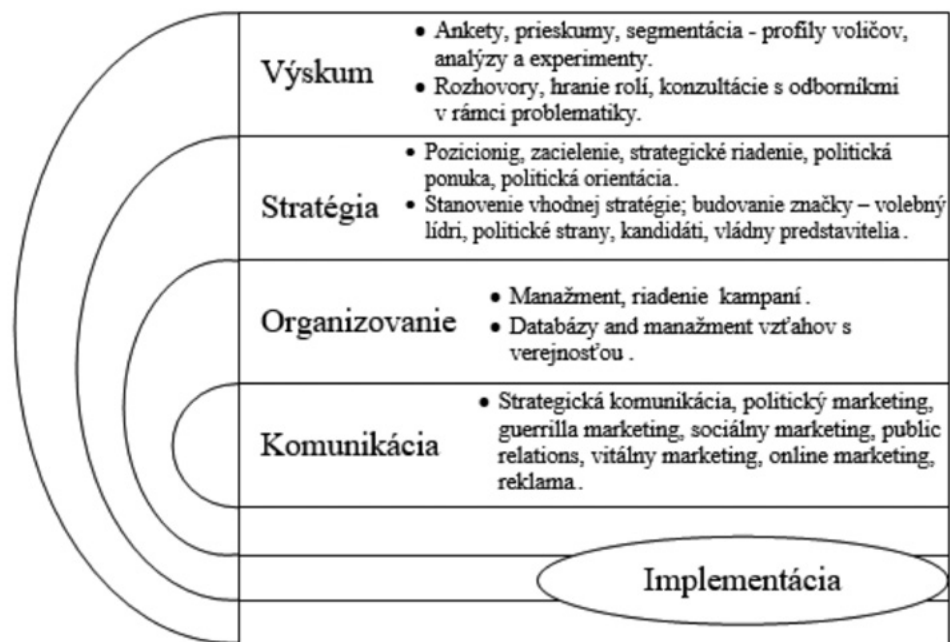 Výskum
• Ankety, prieskumy, segmentácia - profily voličov,
analýzy a experimenty.
• Rozhovory, hranie rolí, konzultácie s odborníkmi
v rámci problematiky.
Stratégia
• Pozicionig, zacielenie, strategické riadenie, politická
ponuka, politická orientácia.
• Stanovenie vhodnej stratégie; budovanie značky – volebný
lídri, politické strany, kandidáti, vládny predstavitelia .
Organizovanie
• Manažment, riadenie kampaní .
• Databázy and manažment vzťahov s
verejnosťou .
Komunikácia
• Strategická komunikácia, politický marketing,
guerrilla marketing, sociálny marketing, public
relations, vitálny marketing, online marketing,
reklama .
Implementácia